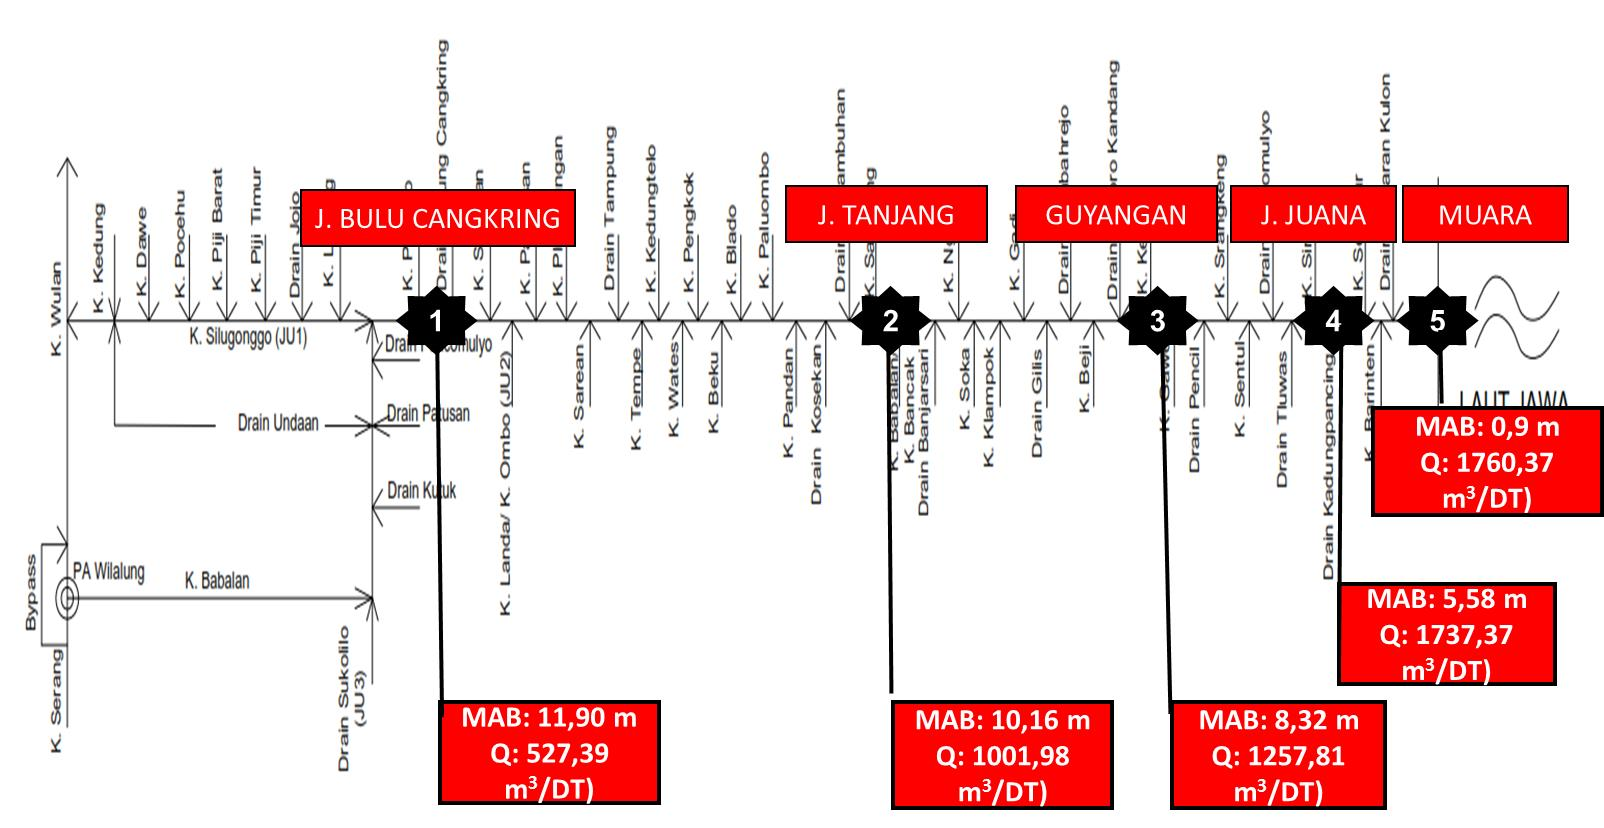 K. Wulan
K. Kedung
K. Dawe
K. Pocehu
K. Piji Barat
K. Piji Timur
Drain Jojo
J. BULU CANGKRING
Drain Tampung
K. Kedungtelo
K. Pengkok
K. Blado
K. Paluombo
J. TANJANG
GUYANGAN
J. JUANA
MUARA
K. Srangkeng
1
2
3
4
5
K. Silugonggo (JU1)
Drain Undaan
Drain Patusan
Drain Kutuk
K. Landa/ K. Ombo (JU2)
K. Sarean
K. Tempe
K. Wates
K. Beku
K. Pandan
Drain Kosekan
K. Babalan
K. Bancak
Drain Banjarsari
K. Soka
K. Klampok
Drain Gilis
K. Beji
Drain Pencil
K. Sentul
Drain Tluwas
Drain Kadungpancing
LAUT JAWA
Bypass
PA Wilalung
K. Babalan
K. Serang
Drain Sukolilo
(JU3)
MAB: 11,90 m
Q: 527,39
m³/DT)
MAB: 10,16 m
Q: 1001,98
m³/DT)
MAB: 8,32 m
Q: 1257,81
m³/DT)
MAB: 5,58 m
Q: 1737,37
m³/DT)
MAB: 0,9 m
Q: 1760,37
m³/DT)